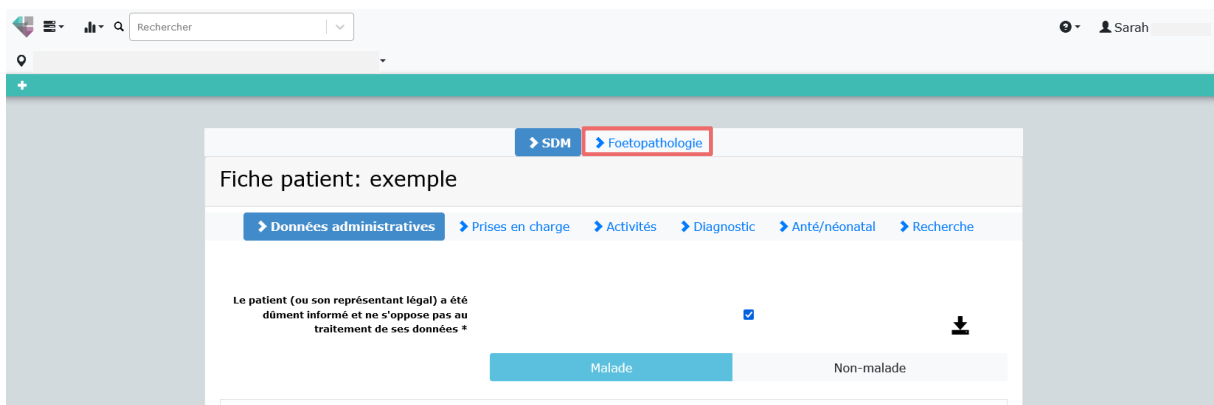 Rechercher
Sarah
+
SDM
Foetopathologie
Fiche patient: exemple
Données administratives
Prises en charge
Activités
Diagnostic
Anté/néonatal
Recherche
Le patient (ou son représentant légal) a été
dûment informé et ne s'oppose pas au
traitement de ses données *
Malade
Non-malade